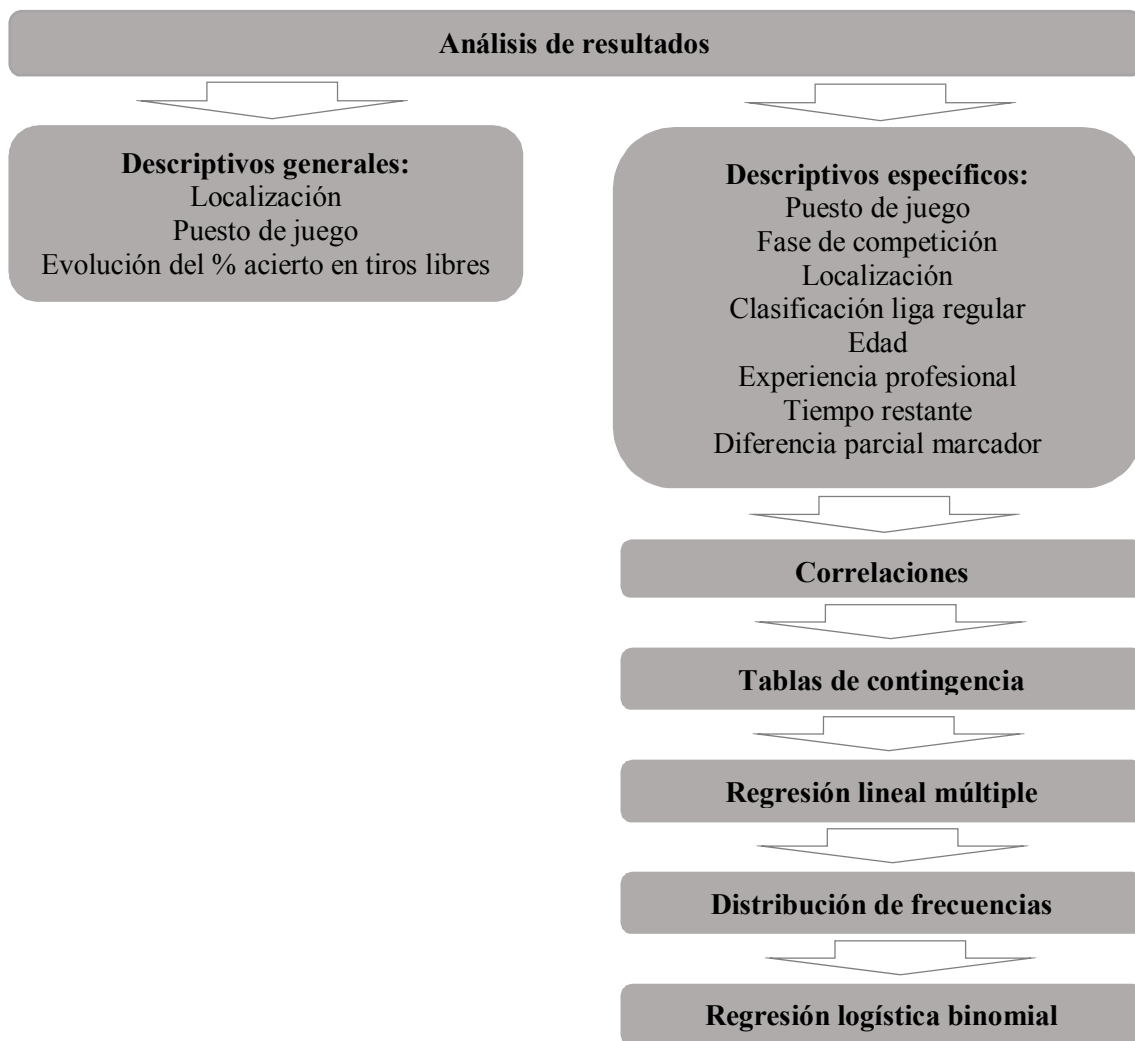 Análisis de resultados
Descriptivos generales:
Localización
Puesto de juego
Evolución del % acierto en tiros libres
Descriptivos específicos:
Puesto de juego
Fase de competición
Localización
Clasificación liga regular
Edad
Experiencia profesional
Tiempo restante
Diferencia parcial marcador
Correlaciones
Tablas de contingencia
Regresión lineal múltiple
Distribución de frecuencias
Regresión logística binomial